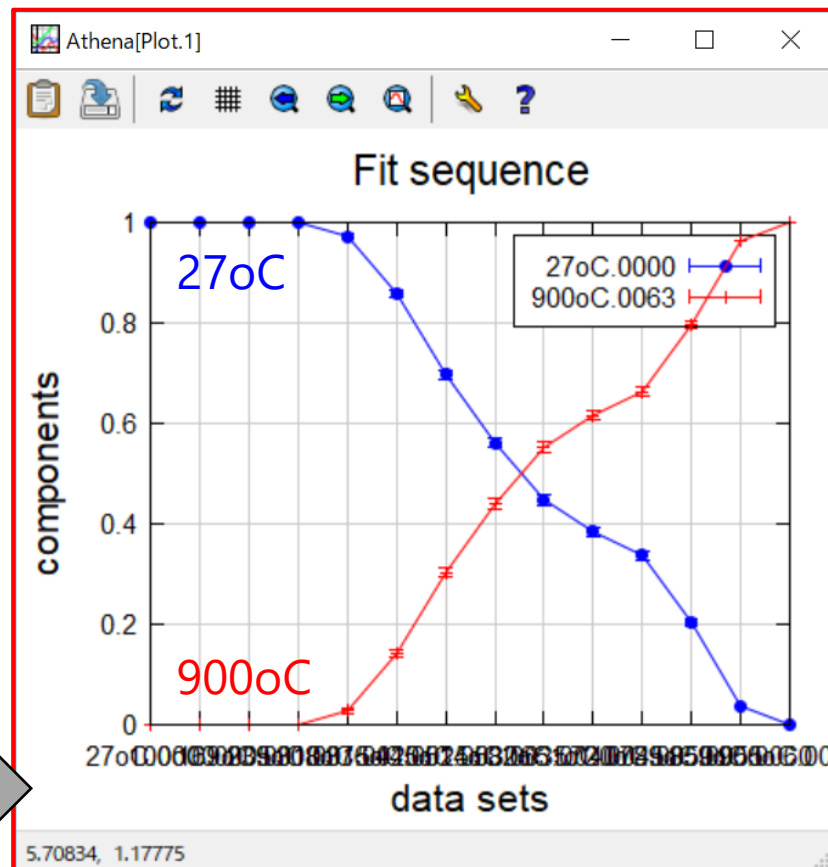 Athena[Plot.1]
Fit sequence
1
27oC
27oC.0000
900oC.0063
0.8
0.6
components
0.4
0.2
900oC
0
data sets
5.70834, 1.17775